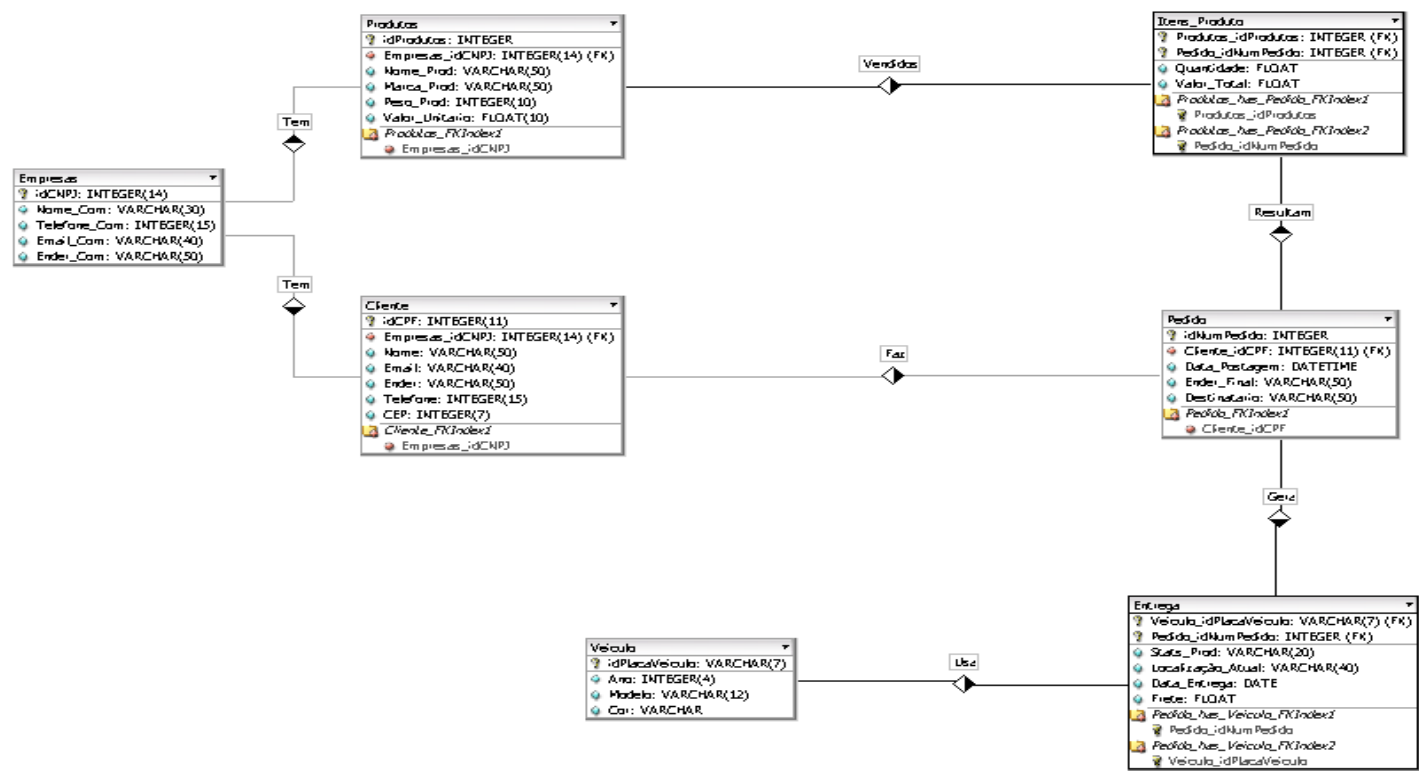 Produtos
idProdutos: INTEGER
Empresas_idCNPJ: INTEGER(14) (FK)
Nome_Prod: VARCHAR(50)
Marca_Prod: VARCHAR(50)
Peso_Prod: INTEGER(10)
Valor_Unitario: FLOAT(10)
Produtos_FKIndex1
Empresas_idCNPJ
Vendidos
Itens_Produto
Produtos_idProdutos: INTEGER (FK)
Pedido_idNumPedido: INTEGER (FK)
Quantidade: FLOAT
Valor_Total: FLOAT
Produtos_has_Pedido_FKIndex1
Produtos_idProdutos
Produtos_has_Pedido_FKIndex2
Pedido_idNumPedido
Tem
Empresas
idCNPJ: INTEGER(14)
Nome_Com: VARCHAR(30)
Telefone_Com: INTEGER(15)
Email_Com: VARCHAR(40)
Ender_Com: VARCHAR(50)
Resultam
Tem
Cliente
idCPF: INTEGER(11)
Empresas_idCNPJ: INTEGER(14) (FK)
Nome: VARCHAR(50)
Email: VARCHAR(40)
Ender: VARCHAR(50)
Telefone: INTEGER(15)
CEP: INTEGER(7)
Cliente_FKIndex1
Empresas_idCNPJ
Faz
Pedido
idNumPedido: INTEGER
Cliente_idCPF: INTEGER(11) (FK)
Data_Postagem: DATETIME
Ender_Final: VARCHAR(50)
Destinatario: VARCHAR(50)
Pedido_FKIndex1
Cliente_idCPF
Gera
Veiculo
idPlacaVeiculo: VARCHAR(7)
Ano: INTEGER(4)
Modelo: VARCHAR(12)
Cor: VARCHAR
Usa
Entrega
Veiculo_idPlacaVeiculo: VARCHAR(7) (FK)
Pedido_idNumPedido: INTEGER (FK)
Stats_Prod: VARCHAR(20)
Localização_Atual: VARCHAR(40)
Data_Entrega: DATE
Frete: FLOAT
Pedido_has_Veiculo_FKIndex1
Pedido_idNumPedido
Pedido_has_Veiculo_FKIndex2
Veiculo_idPlacaVeiculo